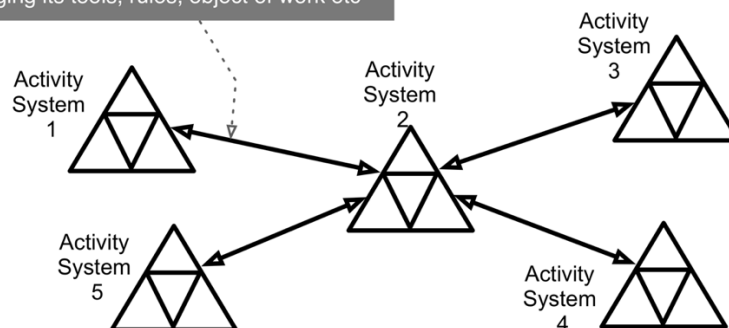 ging its tools, rules, object of work etc
Activity
System
1
Activity
System
2
Activity
System
3
Activity
System
5
Activity
System
4